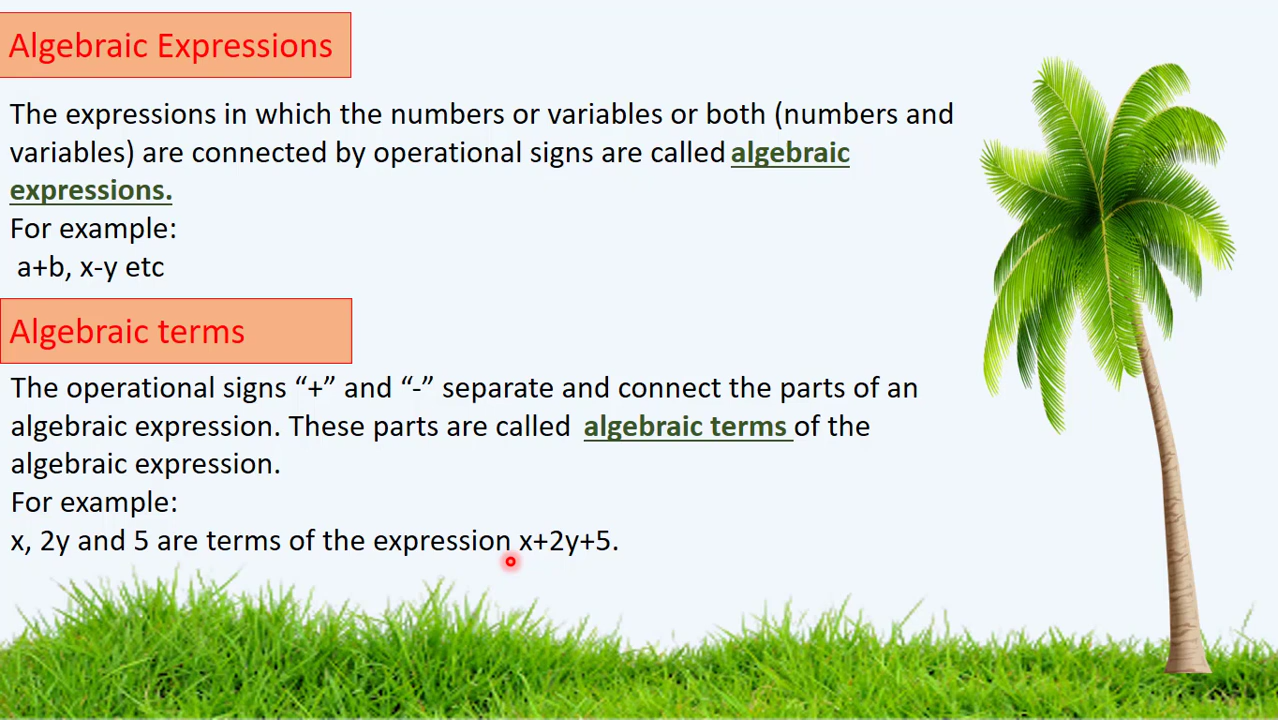 Algebraic Expressions
The expressions in which the numbers or variables or both (numbers and
variables) are connected by operational signs are called algebraic
expressions.
For example:
a+b, x-y etc
Algebraic terms
The operational signs “+” and “-” separate and connect the parts of an
algebraic expression. These parts are called algebraic terms of the
algebraic expression.
For example:
x, 2y and 5 are terms of the expression x+2y+5.